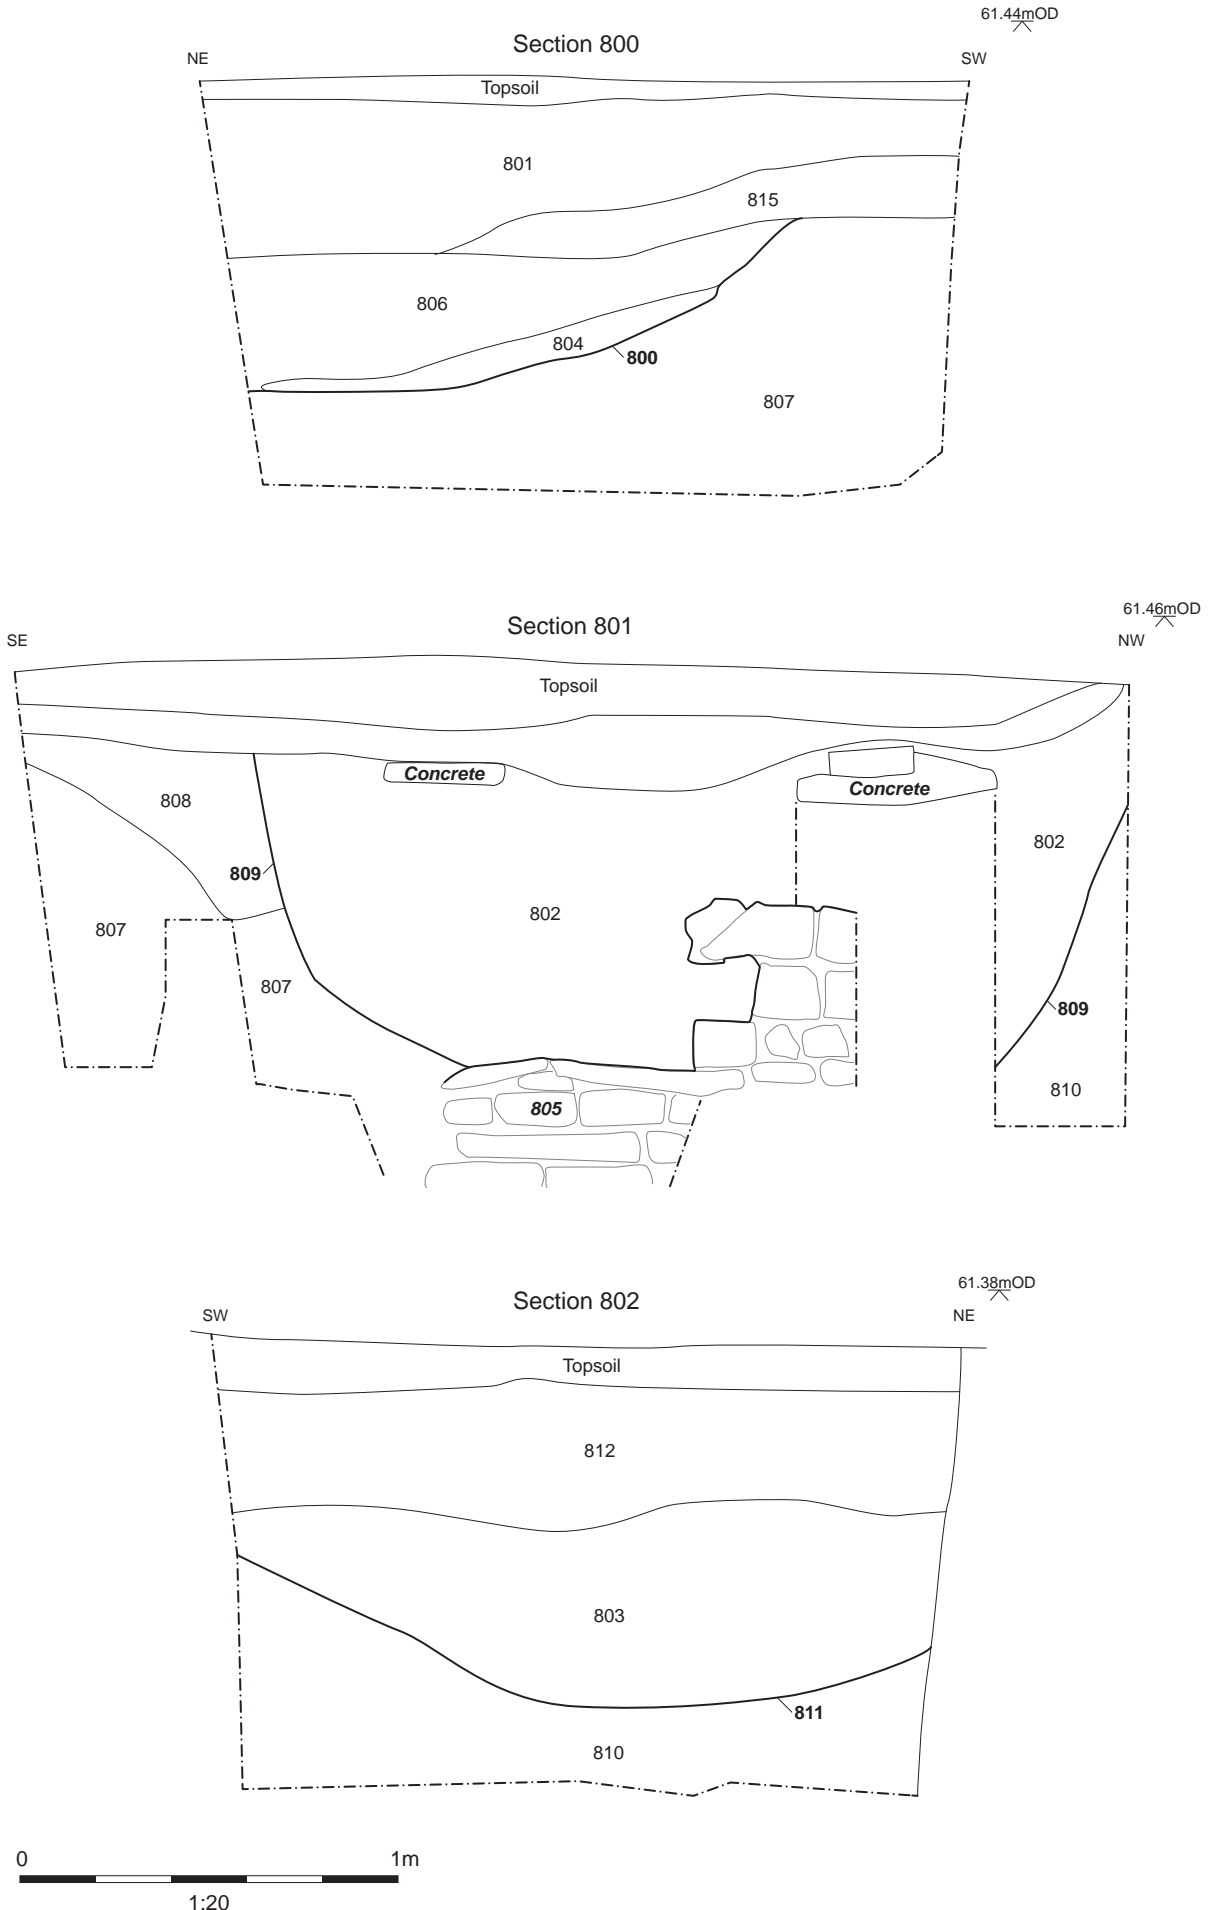 61.44mOD
Section 800
NE
SW
Topsoil
801
815
806
804
800
807
61.46mOD
Section 801
SE
NW
Topsoil
Concrete
Concrete
808
802
809
802
807
807
809
805
810
61.38mOD
Section 802
SW
NE
Topsoil
812
803
811
810
0 1m
1:20